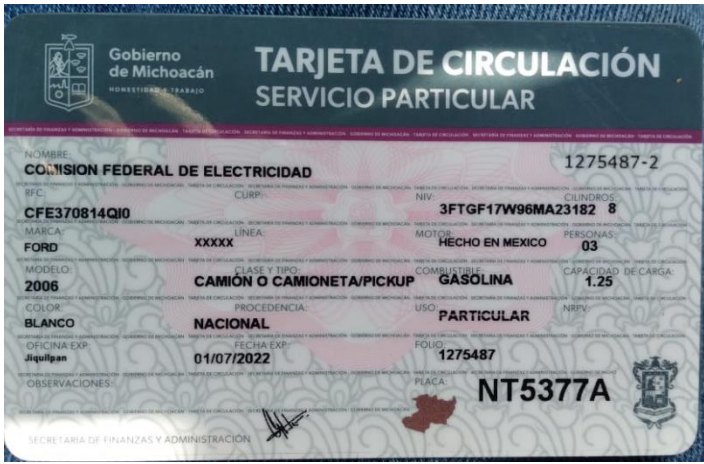 Gobierno
de Michoacán
HONESTIDAD Y TRABAJO
TARJETA DE CIRCULACIÓN
SERVICIO PARTICULAR
NOMBRE:
COMISION FEDERAL DE ELECTRICIDAD
1275487-2
RFC: CURP: NIV: CILINDROS:
CFE370814QI0 3FTGF17W96MA23182 8
MARCA: LÍNEA: MOTOR: PERSONAS:
FORD XXXXX HECHO EN MEXICO 03
MODELO: CLASE Y TIPO: COMBUSTIBLE: CAPACIDAD DE CARGA:
2006 CAMIÓN O CAMIONETA/PICKUP GASOLINA 1.25
COLOR: PROCEDENCIA: USO: NRPV:
BLANCO NACIONAL PARTICULAR
OFICINA EXP: FECHA EXP: FOLIO:
Jiquilpan 01/07/2022 1275487
OBSERVACIONES: PLACA: NT5377A
SECRETARÍA DE FINANZAS Y ADMINISTRACIÓN